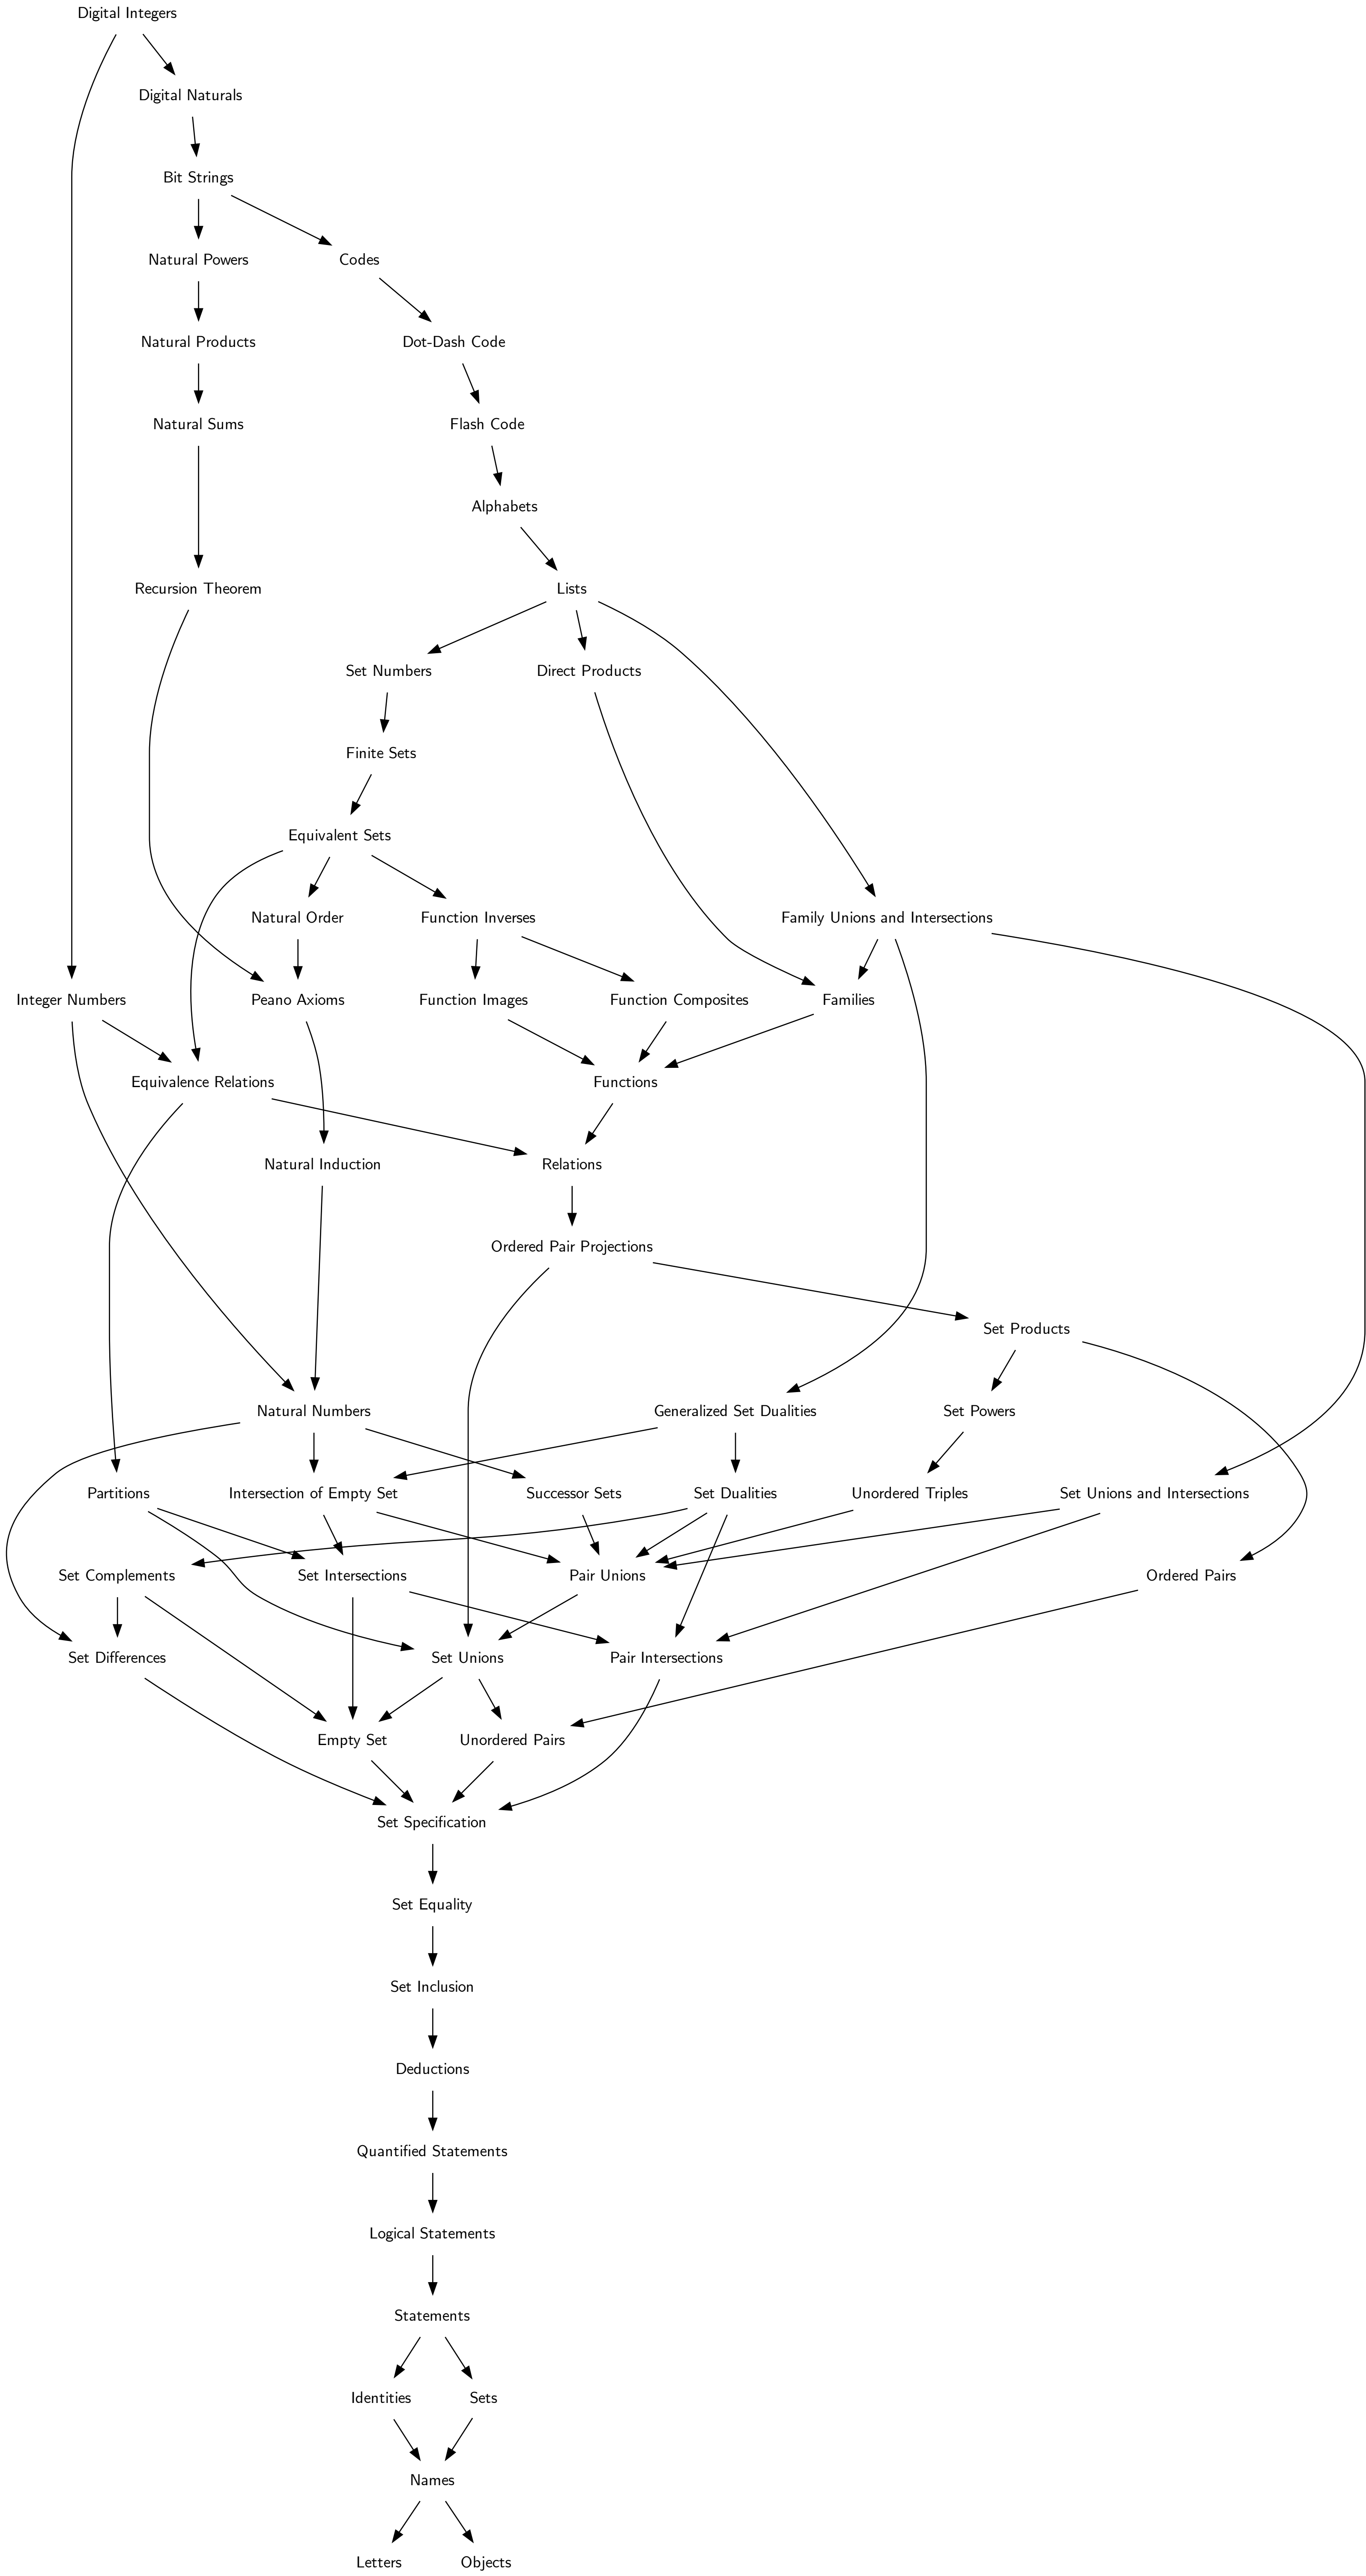 Digital Integers
Digital Naturals
Bit Strings
Natural Powers
Codes
Natural Products
Dot-Dash Code
Natural Sums
Flash Code
Alphabets
Recursion Theorem
Lists
Set Numbers
Direct Products
Finite Sets
Equivalent Sets
Natural Order
Function Inverses
Family Unions and Intersections
Integer Numbers
Peano Axioms
Function Images
Function Composites
Families
Equivalence Relations
Functions
Natural Induction
Relations
Ordered Pair Projections
Set Products
Natural Numbers
Generalized Set Dualities
Set Powers
Partitions
Intersection of Empty Set
Successor Sets
Set Dualities
Unordered Triples
Set Unions and Intersections
Set Complements
Set Intersections
Pair Unions
Ordered Pairs
Set Differences
Set Unions
Pair Intersections
Empty Set
Unordered Pairs
Set Specification
Set Equality
Set Inclusion
Deductions
Quantified Statements
Logical Statements
Statements
Identities
Sets
Names
Letters
Objects